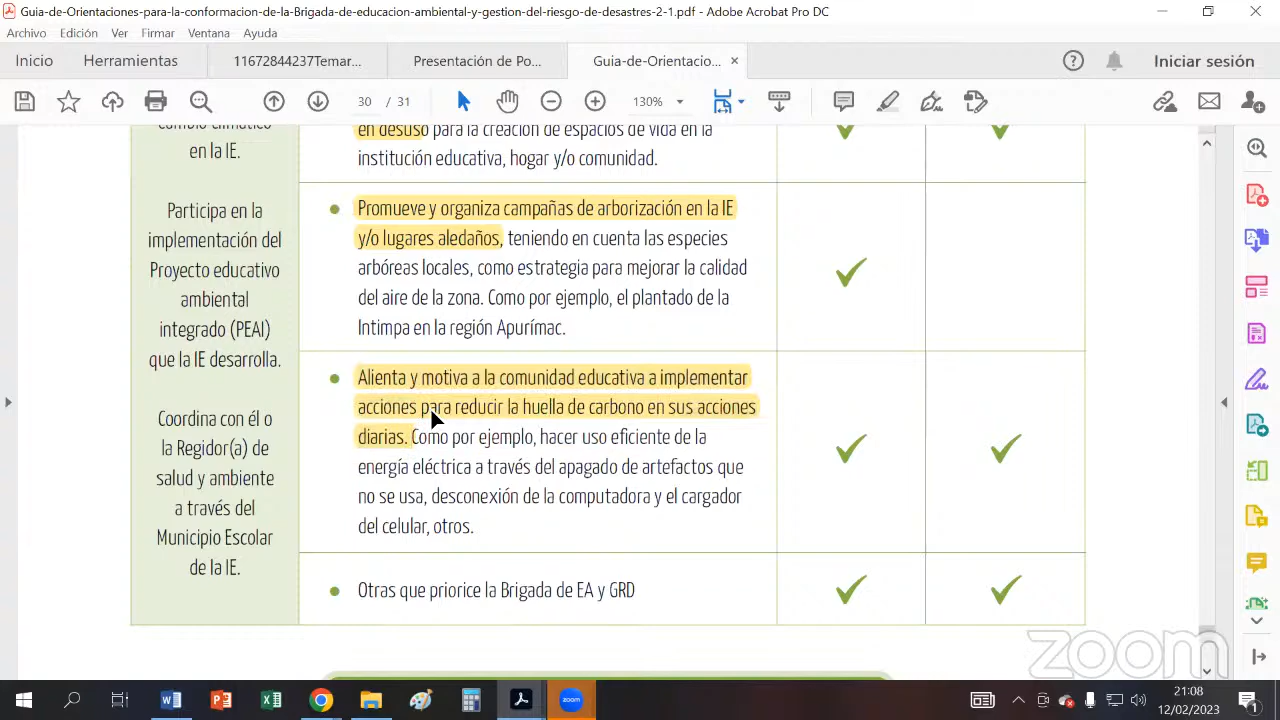 Guia-de-Orientaciones-para-la-conformacion-de-la-Brigada-de-educacion-ambiental-y-gestion-del-riesgo-de-desastres-2-1.pdf - Adobe Acrobat Pro DC
Archivo Edición Ver Firmar Ventana Ayuda
Inicio Herramientas 11672844237Temar... Presentación de Po... Guia-de-Orientacio... × Iniciar sesión
30 / 31 130%
cambio climático
en la IE.
Participa en la
implementación del
Proyecto educativo
ambiental
integrado (PEAI)
que la IE desarrolla.
Coordina con él o
la Regidor(a) de
salud y ambiente
a través del
Municipio Escolar
de la IE.
en desuso para la creación de espacios de vida en la
institución educativa, hogar y/o comunidad.
• Promueve y organiza campañas de arborización en la IE
y/o lugares aledaños, teniendo en cuenta las especies
arbóreas locales, como estrategia para mejorar la calidad
del aire de la zona. Como por ejemplo, el plantado de la
Intimpa en la región Apurímac.
• Alienta y motiva a la comunidad educativa a implementar
acciones para reducir la huella de carbono en sus acciones
diarias. Como por ejemplo, hacer uso eficiente de la
energía eléctrica a través del apagado de artefactos que
no se usa, desconexión de la computadora y el cargador
del celular, otros.
• Otras que priorice la Brigada de EA y GRD
zoom
zoom
21:08
12/02/2023
1